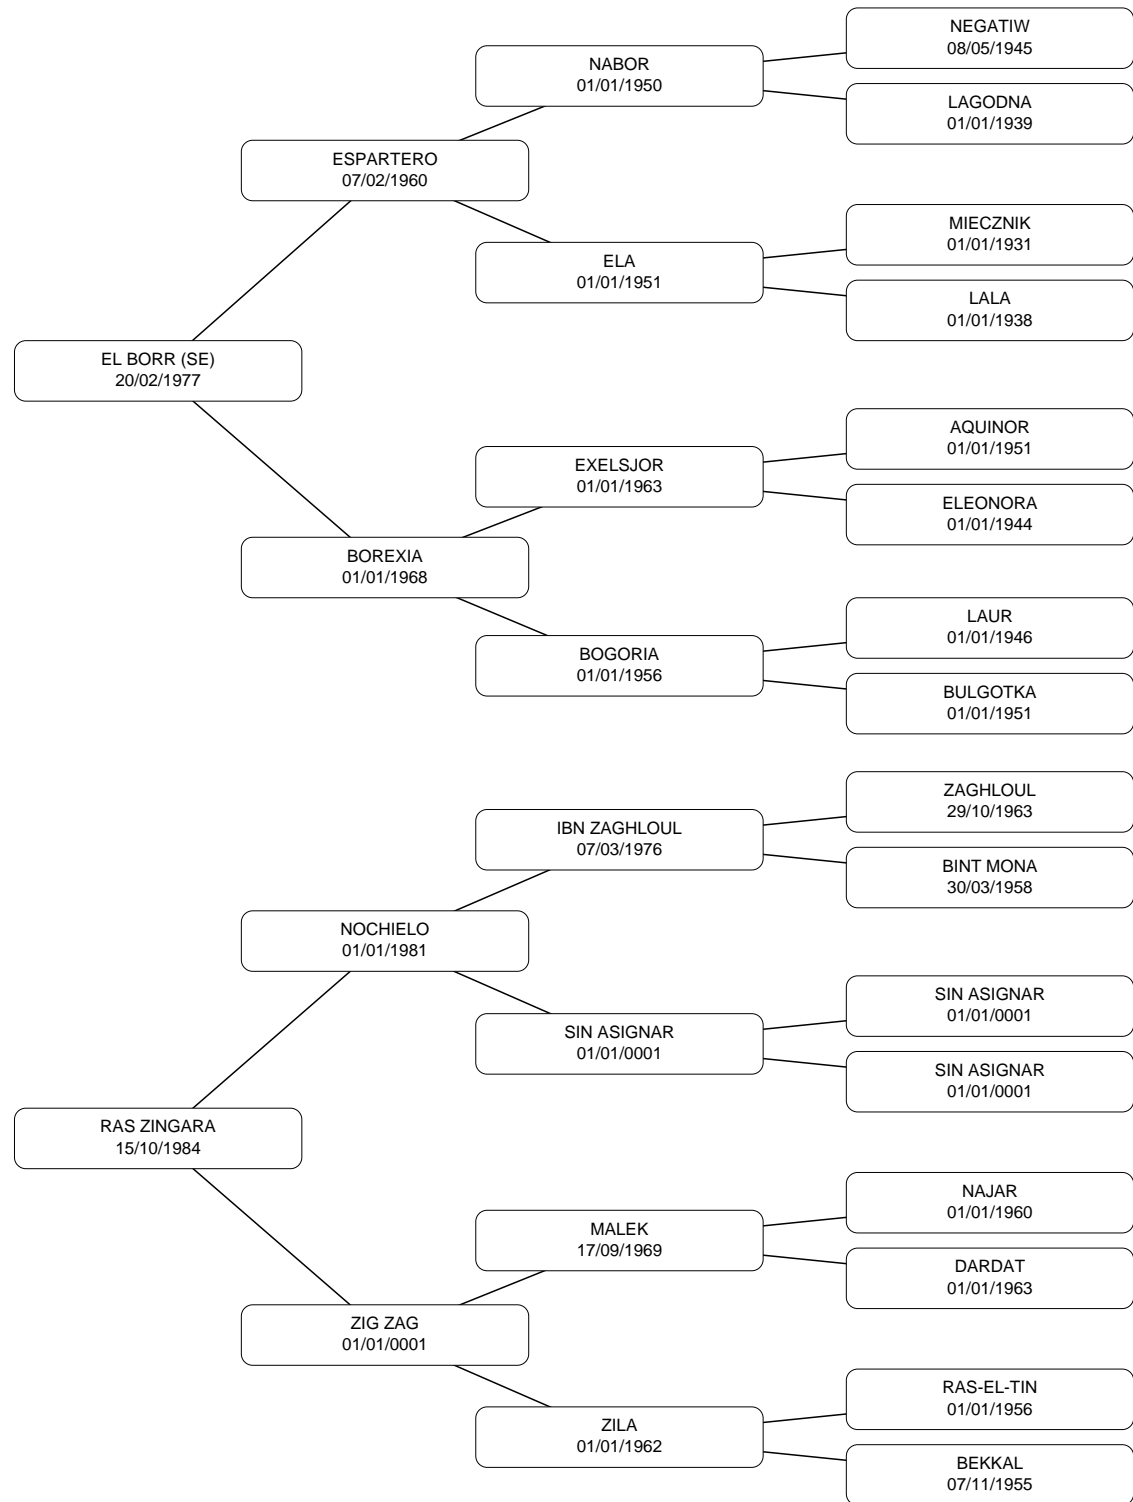 NEGATIW
08/05/1945
NABOR
01/01/1950
LAGODNA
01/01/1939
ESPARTERO
07/02/1960
MIECZNIK
01/01/1931
ELA
01/01/1951
LALA
01/01/1938
EL BORR (SE)
20/02/1977
AQUINOR
01/01/1951
EXELSJOR
01/01/1963
ELEONORA
01/01/1944
BOREXIA
01/01/1968
LAUR
01/01/1946
BOGORIA
01/01/1956
BULGOTKA
01/01/1951
ZAGHLOUL
29/10/1963
IBN ZAGHLOUL
07/03/1976
BINT MONA
30/03/1958
NOCHIELO
01/01/1981
SIN ASIGNAR
01/01/0001
SIN ASIGNAR
01/01/0001
SIN ASIGNAR
01/01/0001
RAS ZINGARA
15/10/1984
NAJAR
01/01/1960
MALEK
17/09/1969
DARDAT
01/01/1963
ZIG ZAG
01/01/0001
RAS-EL-TIN
01/01/1956
ZILA
01/01/1962
BEKKAL
07/11/1955